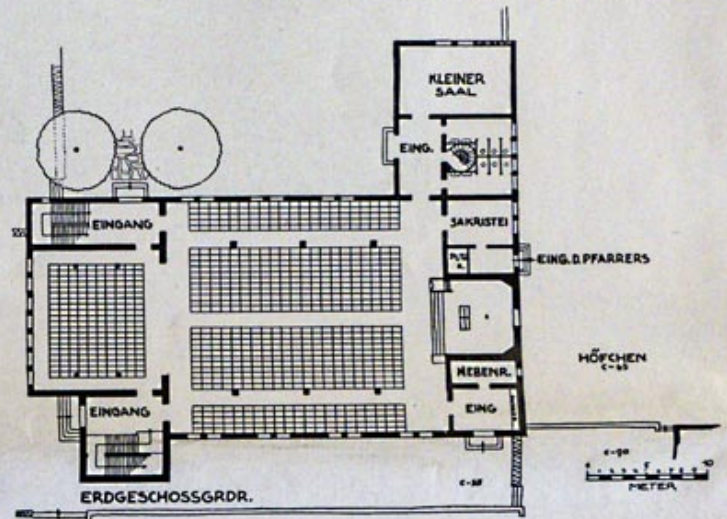 KLEINER
SAAL
EING.
EINGANG
SAKRISTEI
EING. D. PFARRERS
HÖFCHEN
NEBENR.
EINGANG
EING
METER
ERDGESCHOSSGRDR.